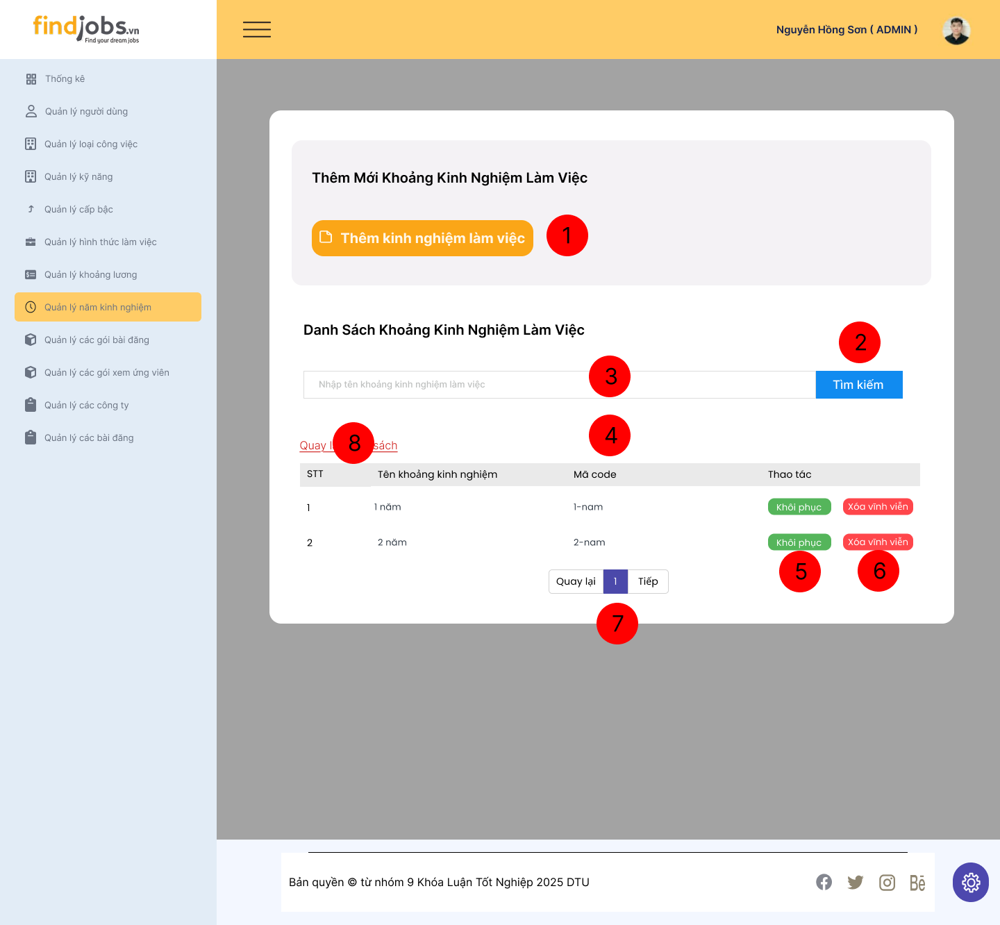 findjobs.vn
Find your dream jobs
Nguyễn Hồng Sơn ( ADMIN )
Thống kê
Quản lý người dùng
Quản lý loại công việc
Quản lý kỹ năng
Quản lý cấp bậc
Quản lý hình thức làm việc
Quản lý khoảng lương
Quản lý năm kinh nghiệm
Quản lý các gói bài đăng
Quản lý các gói xem ứng viên
Quản lý các công ty
Quản lý các bài đăng
Thêm Mới Khoảng Kinh Nghiệm Làm Việc
Thêm kinh nghiệm làm việc
1
Danh Sách Khoảng Kinh Nghiệm Làm Việc
2
Nhập tên khoảng kinh nghiệm làm việc
3
Tìm kiếm
4
Quay 8 sách
STT Tên khoảng kinh nghiệm Mã code Thao tác
1 1 năm 1-nam Khôi phục Xóa vĩnh viễn
2 2 năm 2-nam Khôi phục Xóa vĩnh viễn
5 6
Quay lại 1 Tiếp
7
Bản quyền © từ nhóm 9 Khóa Luận Tốt Nghiệp 2025 DTU
Bē